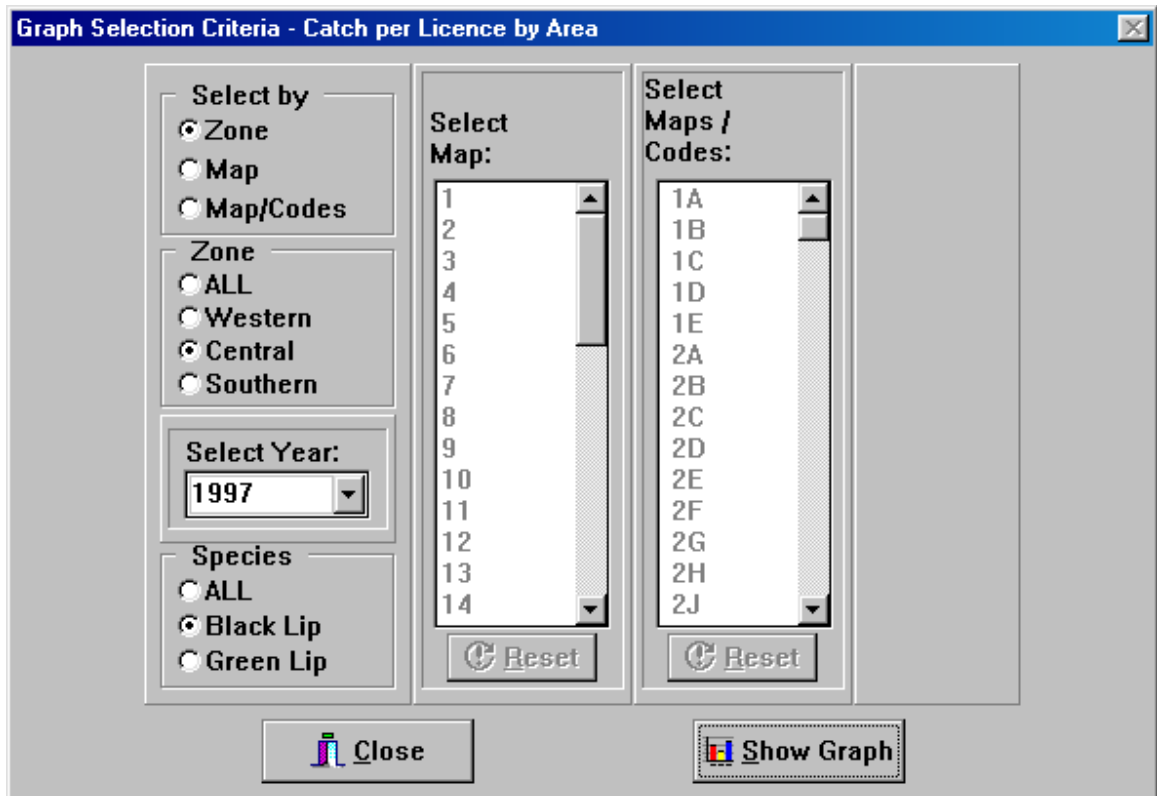 Graph Selection Criteria - Catch per Licence by Area
Select by
Zone
Map
Map/Codes
Zone
ALL
Western
Central
Southern
Select Year:
1997
Species
ALL
Black Lip
Green Lip
Select
Map:
1
2
3
4
5
6
7
8
9
10
11
12
13
14
Reset
Select
Maps /
Codes:
1A
1B
1C
1D
1E
2A
2B
2C
2D
2E
2F
2G
2H
2J
Reset
Close
Show Graph